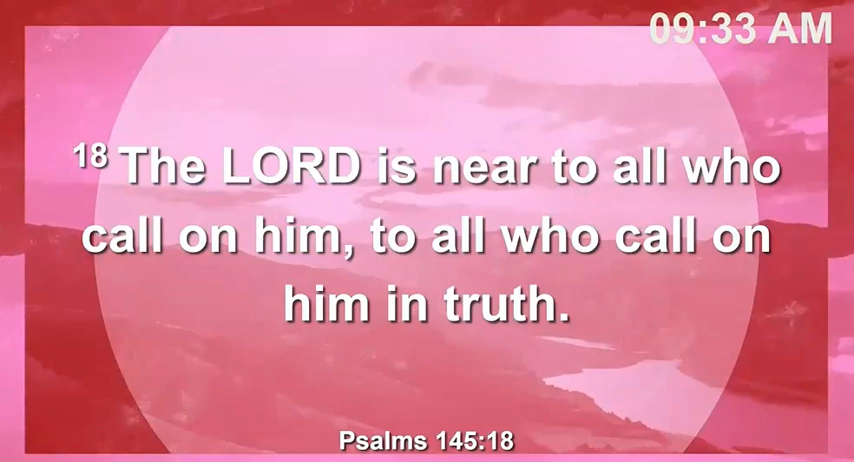 09:33 AM
18 The LORD is near to all who
call on him, to all who call on
him in truth.
Psalms 145:18